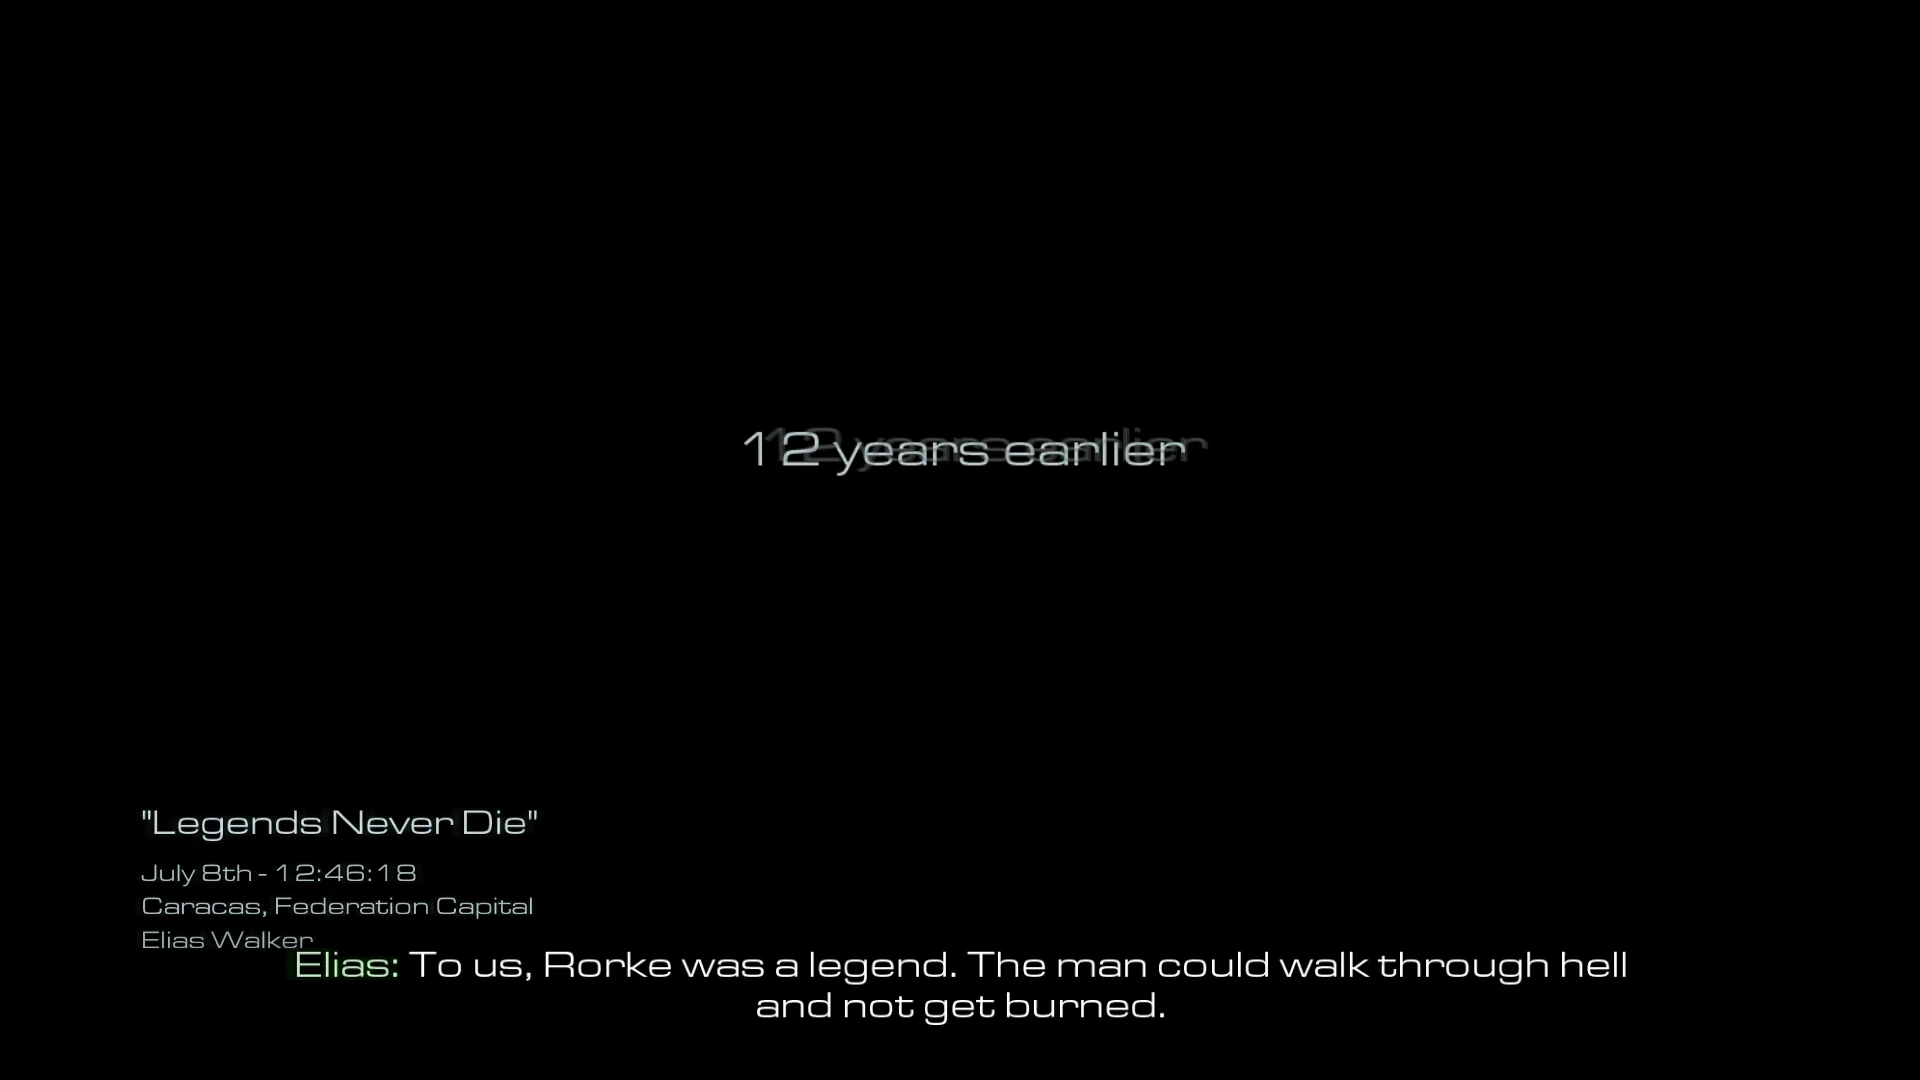 12 years earlier
"Legends Never Die"
July 8th - 12:46:18
Caracas, Federation Capital
Elias Walker
Elias: To us, Rorke was a legend. The man could walk through hell
and not get burned.